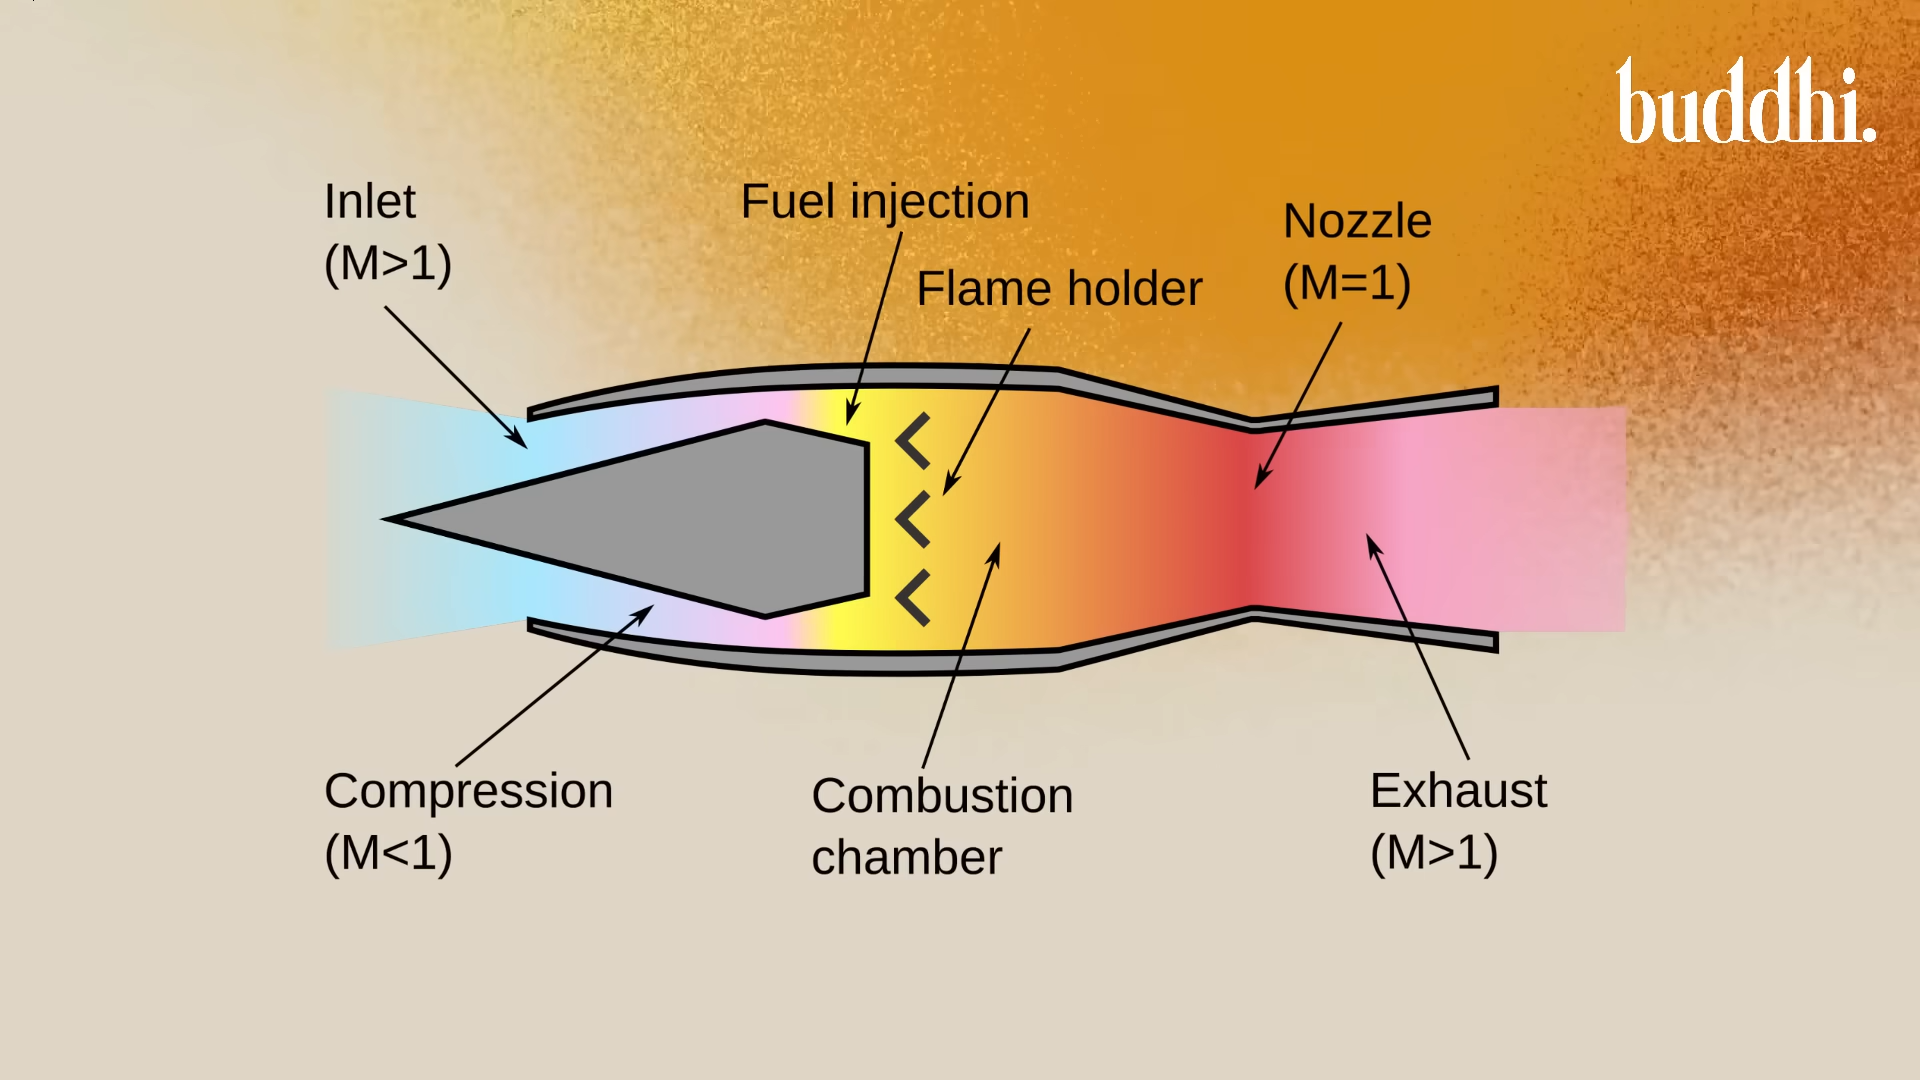 buddhi.
Inlet
(M>1)
Fuel injection
Flame holder
Nozzle
(M=1)
Compression
(M<1)
Combustion
chamber
Exhaust
(M>1)